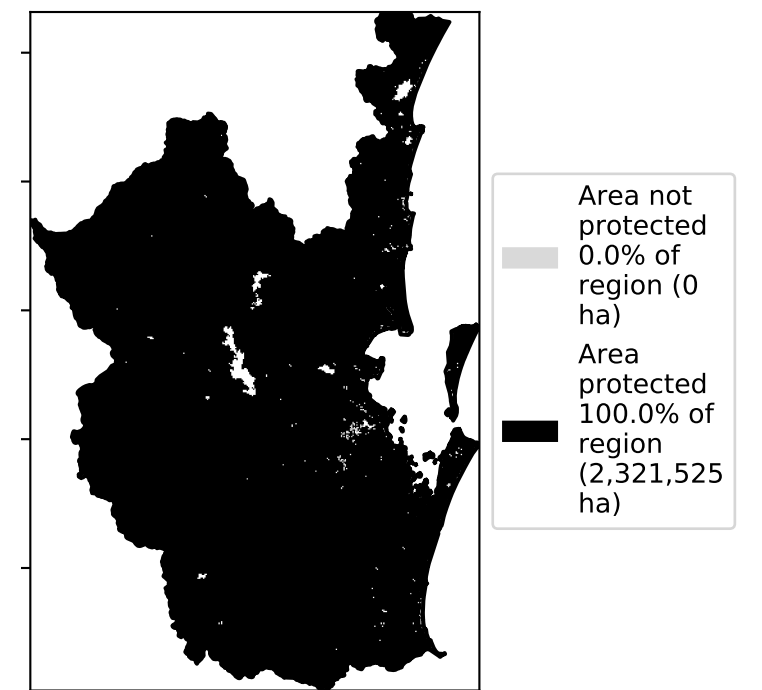 Area not
protected
0.0% of
region (0
ha)
Area
protected
100.0% of
region
(2,321,525
ha)